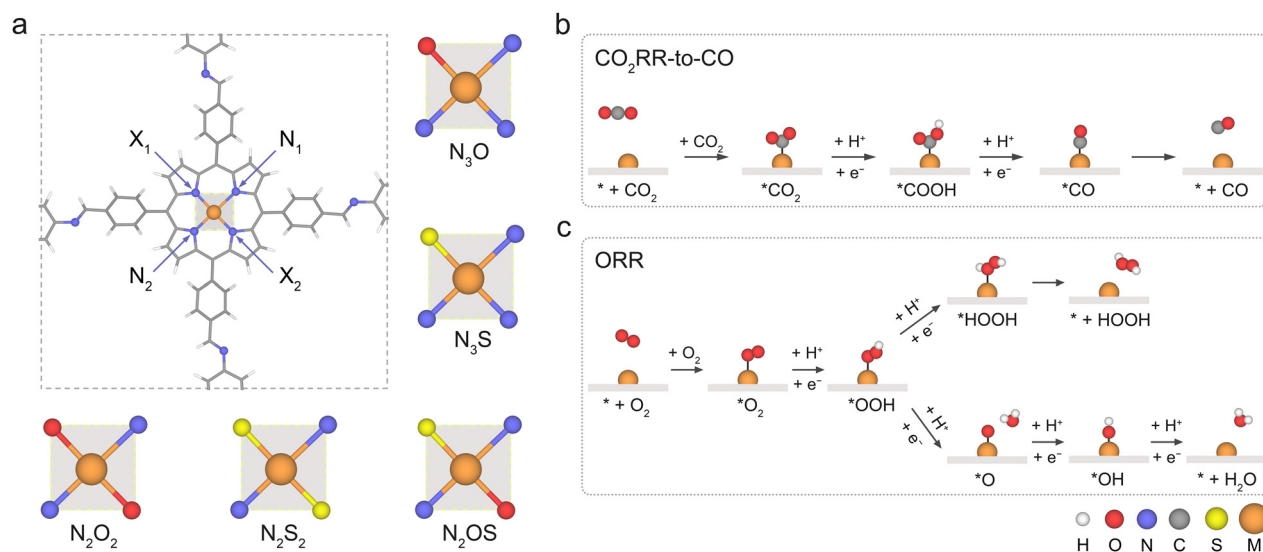 a
X₁
N₁
N₂
X₂
N₃O
N₃S
N₂O₂
N₂S₂
N₂OS
b
CO₂RR-to-CO
+ CO₂
+ H⁺
+ e⁻
+ H⁺
+ e⁻
* + CO₂
*CO₂
*COOH
*CO
* + CO
c
ORR
+ H⁺
+ e⁻
*HOOH
* + HOOH
+ O₂
+ H⁺
+ e⁻
* + O₂
*O₂
*OOH
+ H⁺
+ e⁻
+ H⁺
+ e⁻
+ H⁺
+ e⁻
*O
*OH
* + H₂O
H O N C S M